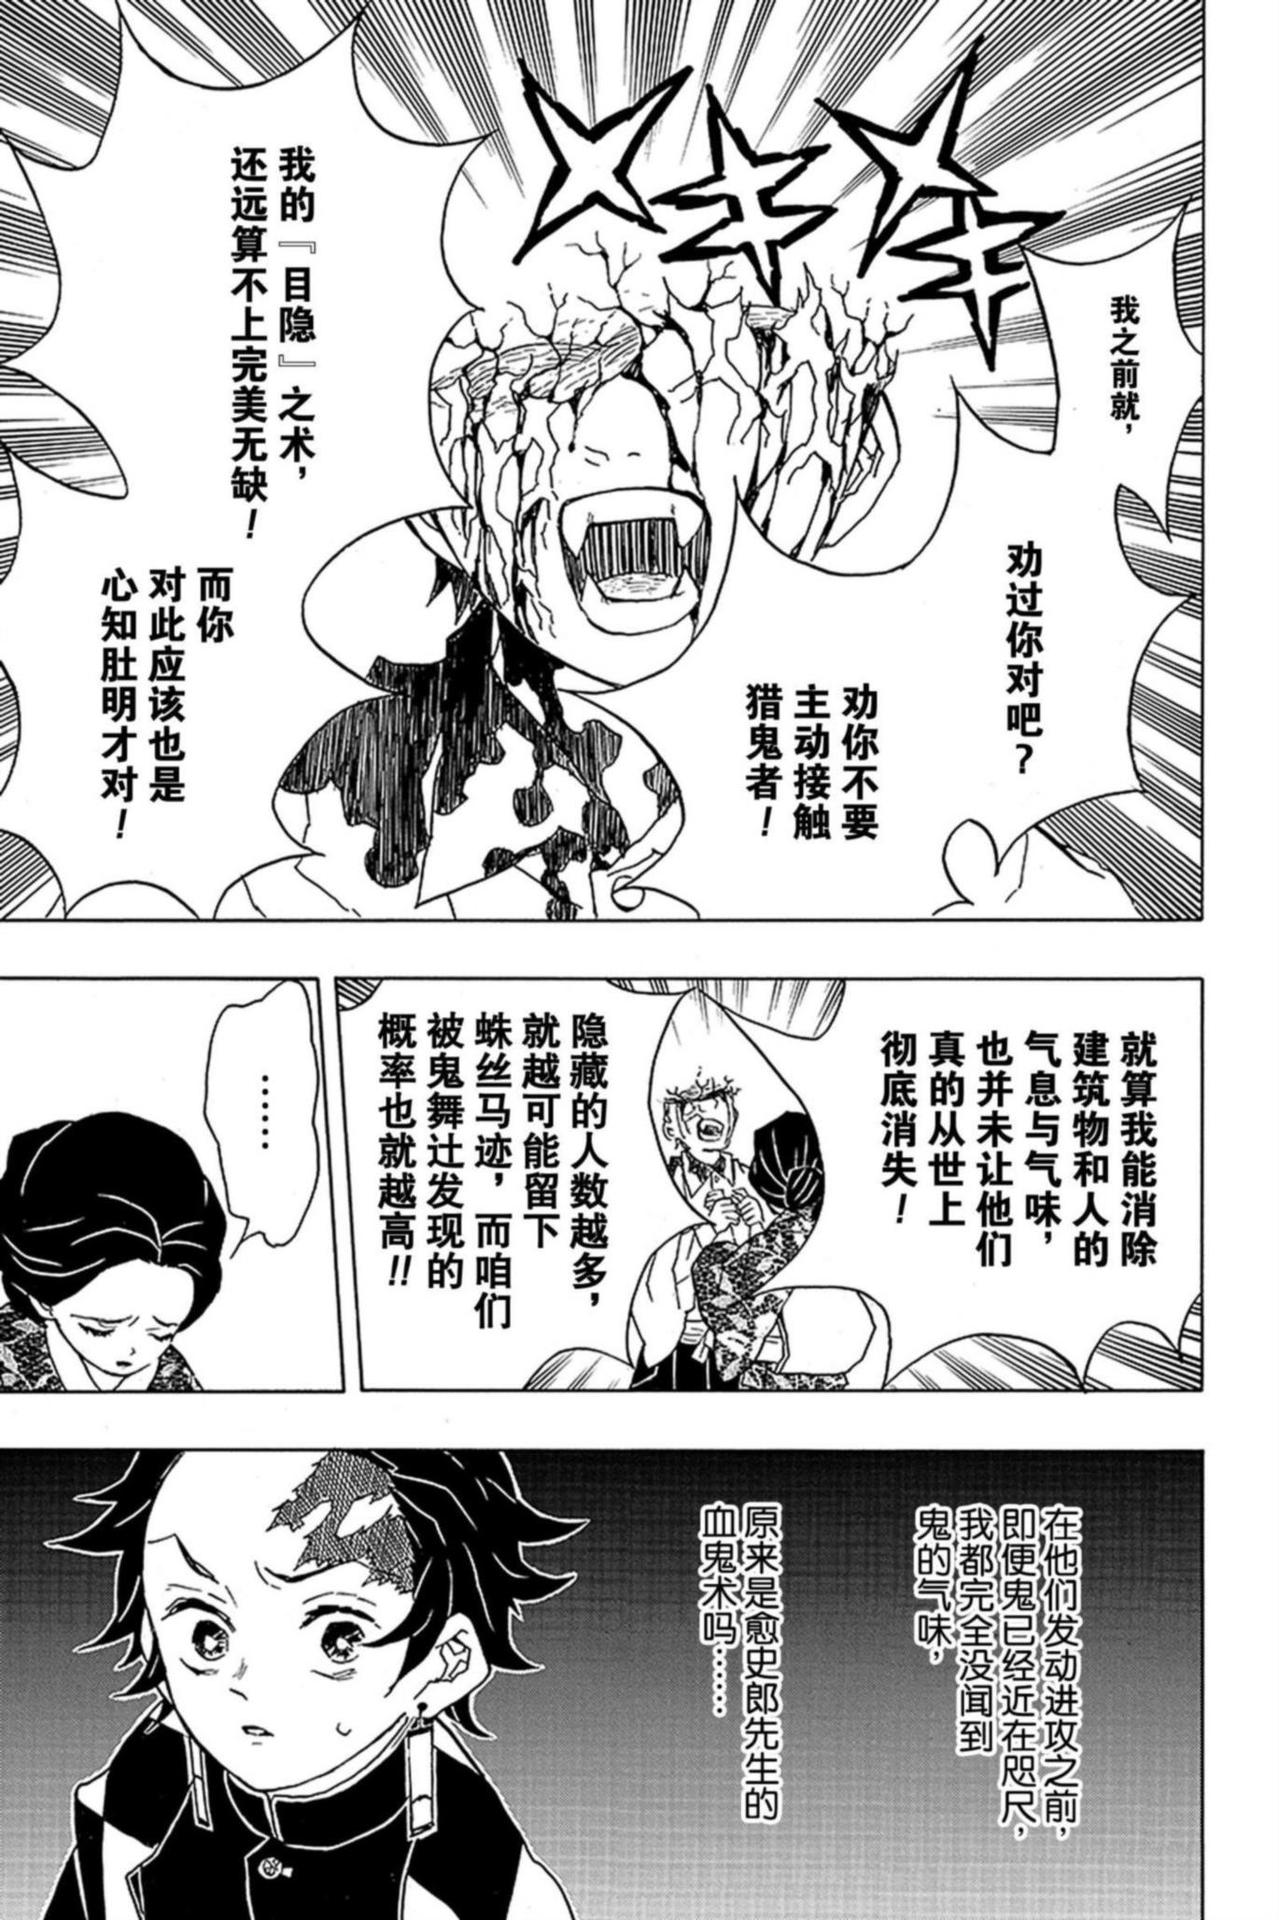 我之前就，
劝过你对吧？
劝你不要
主动接触
猎鬼者！
我的『目隐』之术，
还远算不上完美无缺！
而你
对此应该也是
心知肚明才对！
就算我能消除
建筑物和人的
气息与气味，
也并未让他们
真的从世上
彻底消失！
隐藏的人数越多，
就越可能留下
蛛丝马迹，而咱们
被鬼舞辻发现的
概率也就越高！！
……
在他们发动进攻之前，
即便鬼已经近在咫尺，
我都完全没闻到
鬼的气味，
原来是愈史郎先生的
血鬼术吗……